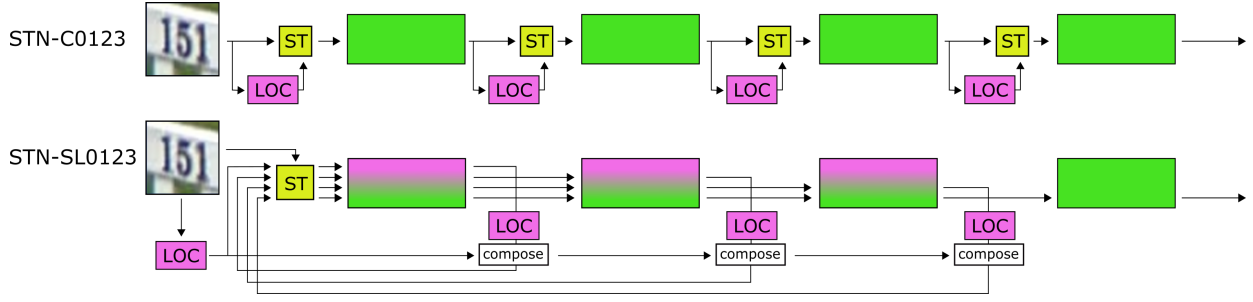 STN-C0123
151
ST
ST
ST
ST
LOC
LOC
LOC
LOC
STN-SL0123
151
ST
LOC
LOC
LOC
LOC
compose
compose
compose